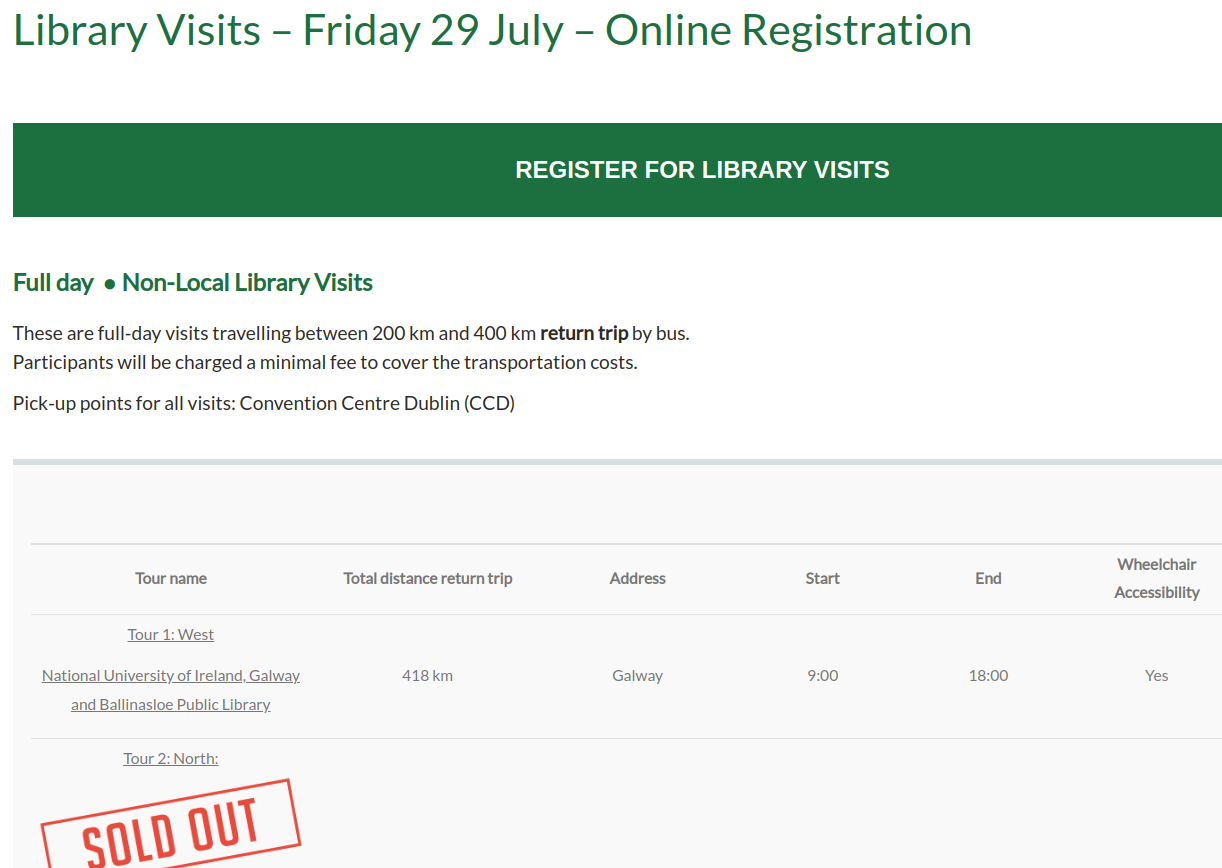 Library Visits – Friday 29 July – Online Registration
REGISTER FOR LIBRARY VISITS
Full day ● Non-Local Library Visits
These are full-day visits travelling between 200 km and 400 km return trip by bus.
Participants will be charged a minimal fee to cover the transportation costs.
Pick-up points for all visits: Convention Centre Dublin (CCD)
Tour name Total distance return trip Address Start End Wheelchair Accessibility
Tour 1: West
National University of Ireland, Galway 418 km Galway 9:00 18:00 Yes
and Ballinasloe Public Library
Tour 2: North:
SOLD OUT